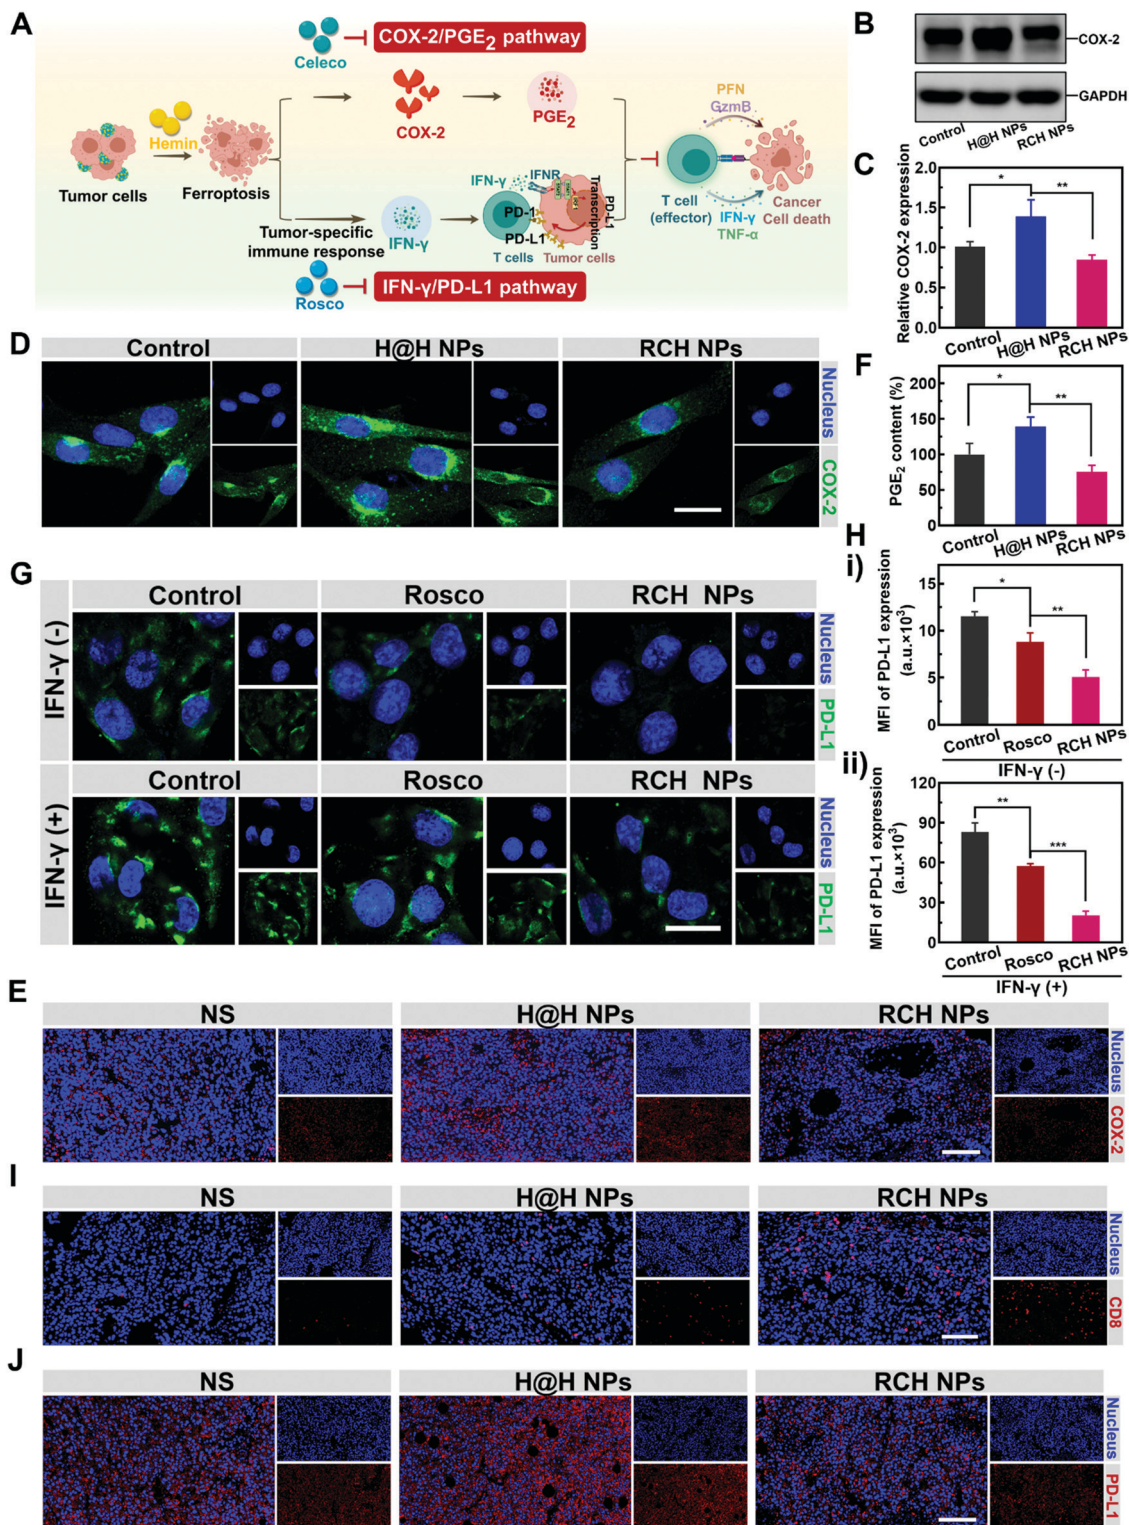 A
Celeco
COX-2/PGE2 pathway
Hemin
Tumor cells
Ferroptosis
COX-2
PGE2
PFN
GzmB
T cell
(effector)
IFN-γ
TNF-α
Cancer
Cell death
Tumor-specific
immune response
IFN-γ
IFN-γ
IFNR
PD-1
PD-L1
T cells
Tumor cells
PD-L1
Transcription
Rosco
IFN-γ/PD-L1 pathway
B
COX-2
GAPDH
Control
H@H NPs
RCH NPs
C
Relative COX-2 expression
2.0
1.5
1.0
0.5
0.0
*
**
Control
H@H NPs
RCH NPs
D
Control
H@H NPs
RCH NPs
Nucleus
COX-2
F
PGE2 content (%)
200
150
100
50
0
*
**
Control
H@H NPs
RCH NPs
G
Control
Rosco
RCH NPs
IFN-γ (-)
Nucleus
PD-L1
Control
Rosco
RCH NPs
IFN-γ (+)
Nucleus
PD-L1
H
i)
MFI of PD-L1 expression
(a.u.×10³)
15
10
5
0
*
**
Control
Rosco
RCH NPs
IFN-γ (-)
ii)
MFI of PD-L1 expression
(a.u.×10³)
120
90
60
30
0
**
***
Control
Rosco
RCH NPs
IFN-γ (+)
E
NS
H@H NPs
RCH NPs
Nucleus
COX-2
I
NS
H@H NPs
RCH NPs
Nucleus
CD8
J
NS
H@H NPs
RCH NPs
Nucleus
PD-L1